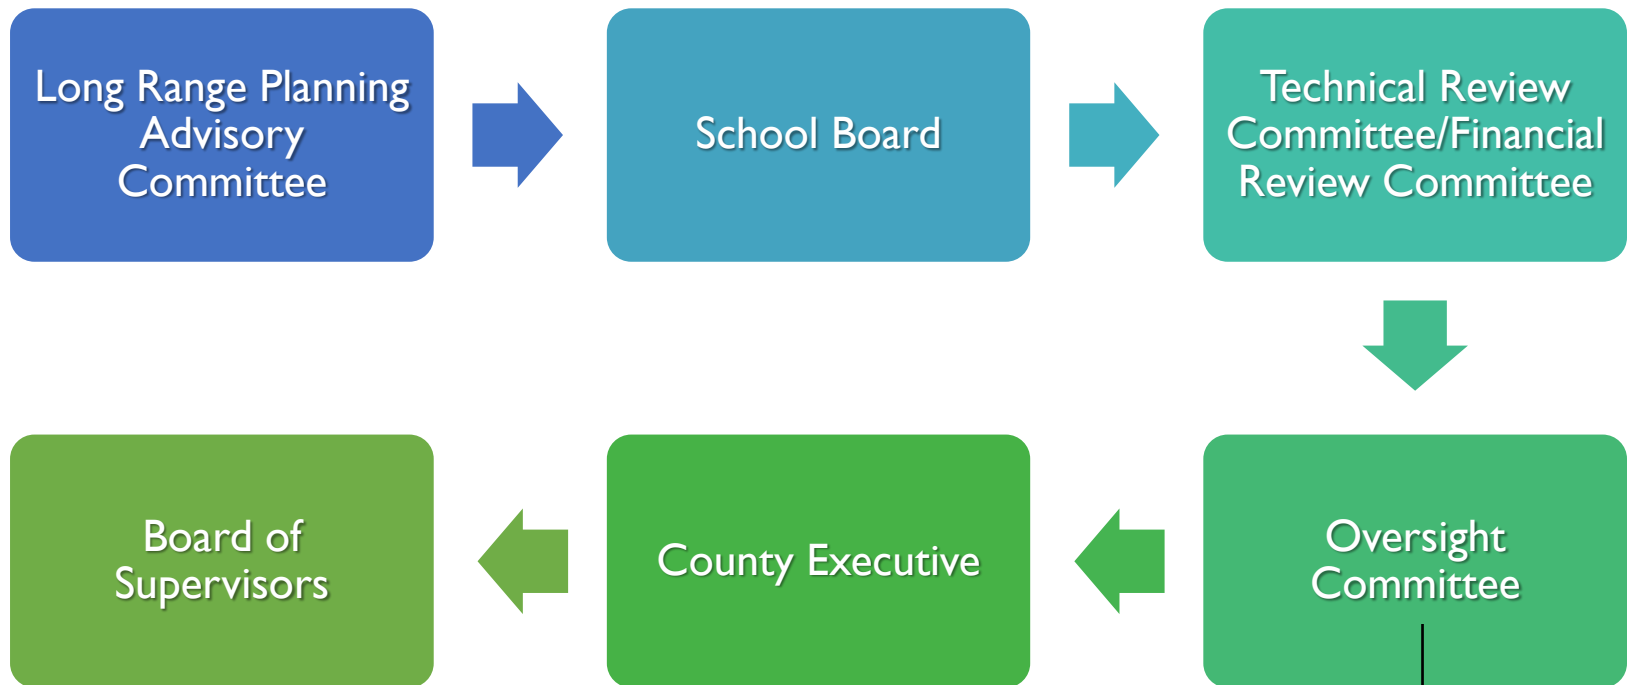 Long Range Planning
Advisory
Committee
School Board
Technical Review
Committee/Financial
Review Committee
Oversight
Committee
County Executive
Board of
Supervisors